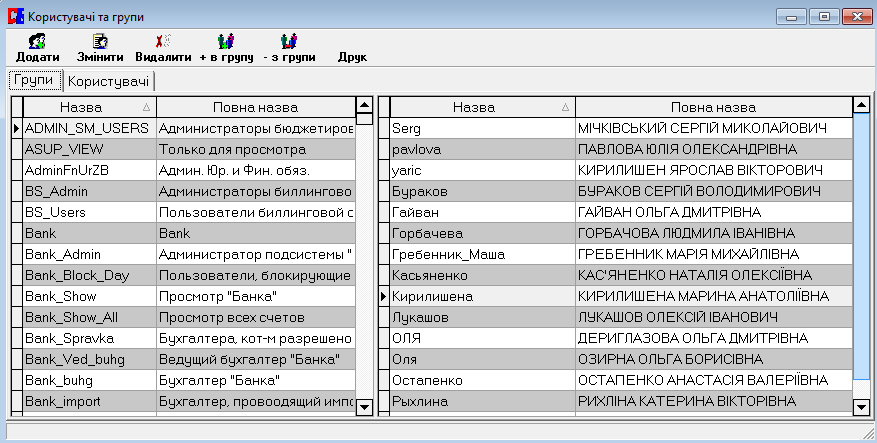 Користувачі та групи
Додати Змінити Видалити + в групу - з групи Друк
Групи Користувачі
Назва Повна назва Назва Повна назва
ADMIN_SM_USERS Администраторы бюджетиров Serg МІЧКІВСЬКИЙ СЕРГІЙ МИКОЛАЙОВИЧ
ASUP_VIEW Только для просмотра pavlova ПАВЛОВА ЮЛІЯ ОЛЕКСАНДРІВНА
AdminFnUrZB Админ. Юр. и Фин. обяз. yaric КИРИЛИШЕН ЯРОСЛАВ ВІКТОРОВИЧ
BS_Admin Администраторы биллингово Бураков БУРАКОВ СЕРГІЙ ВОЛОДИМИРОВИЧ
BS_Users Пользователи биллинговой с Гайван ГАЙВАН ОЛЬГА ДМИТРІВНА
Bank Bank Горбачева ГОРБАЧОВА ЛЮДМИЛА ІВАНІВНА
Bank_Admin Администратор подсистемы " Гребенник_Маша ГРЕБЕННИК МАРІЯ МИХАЙЛІВНА
Bank_Block_Day Пользователи, блокирующие Касьяненко КАС'ЯНЕНКО НАТАЛІЯ ОЛЕКСІЇВНА
Bank_Show Просмотр "Банка" Кирилишена КИРИЛИШЕНА МАРИНА АНАТОЛІЇВНА
Bank_Show_All Просмотр всех счетов Лукашов ЛУКАШОВ ОЛЕКСІЙ ІВАНОВИЧ
Bank_Spravka Бухгалтера, кот-м разрешено ОЛЯ ДЕРИГЛАЗОВА ОЛЬГА ДМИТРІВНА
Bank_Ved_buhg Ведущий бухгалтер "Банка" Оля ОЗИРНА ОЛЬГА БОРИСІВНА
Bank_buhg Бухгалтер "Банка" Остапенко ОСТАПЕНКО АНАСТАСІЯ ВАЛЕРІЇВНА
Bank_import Бухгалтер, провоодящий импо Рыхлина РИХЛІНА КАТЕРИНА ВІКТОРІВНА